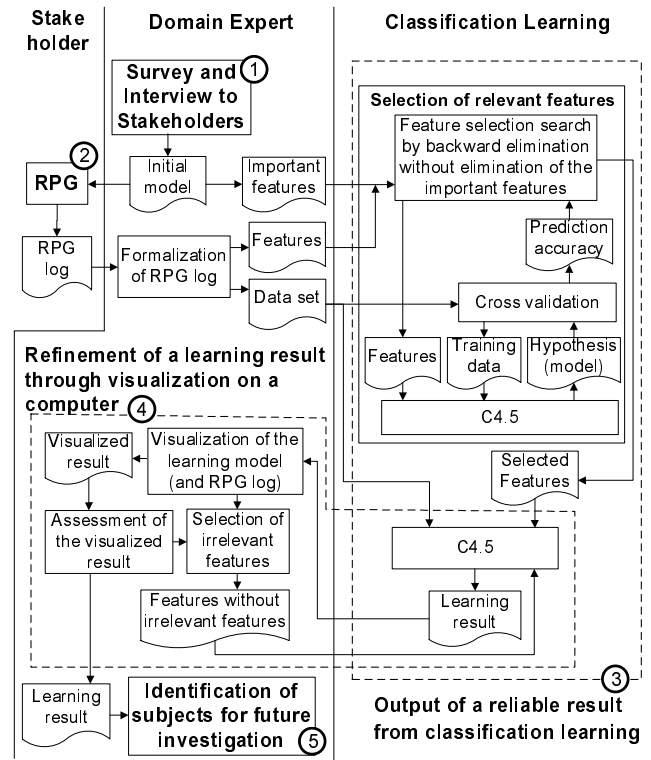 Stake
holder
Domain Expert
Classification Learning
Survey and
Interview to
Stakeholders
1
Selection of relevant features
Feature selection search
by backward elimination
without elimination of the
important features
2
RPG
Initial
model
Important
features
RPG
log
Formalization
of RPG log
Features
Data set
Prediction
accuracy
Cross validation
Features
Training
data
Hypothesis
(model)
C4.5
Refinement of a learning result
through visualization on a
computer
4
Visualized
result
Visualization of the
learning model
(and RPG log)
Selected
Features
Assessment of
the visualized
result
Selection of
irrelevant
features
C4.5
Features without
irrelevant features
Learning
result
3
Learning
result
Identification of
subjects for future
investigation
5
Output of a reliable result
from classification learning